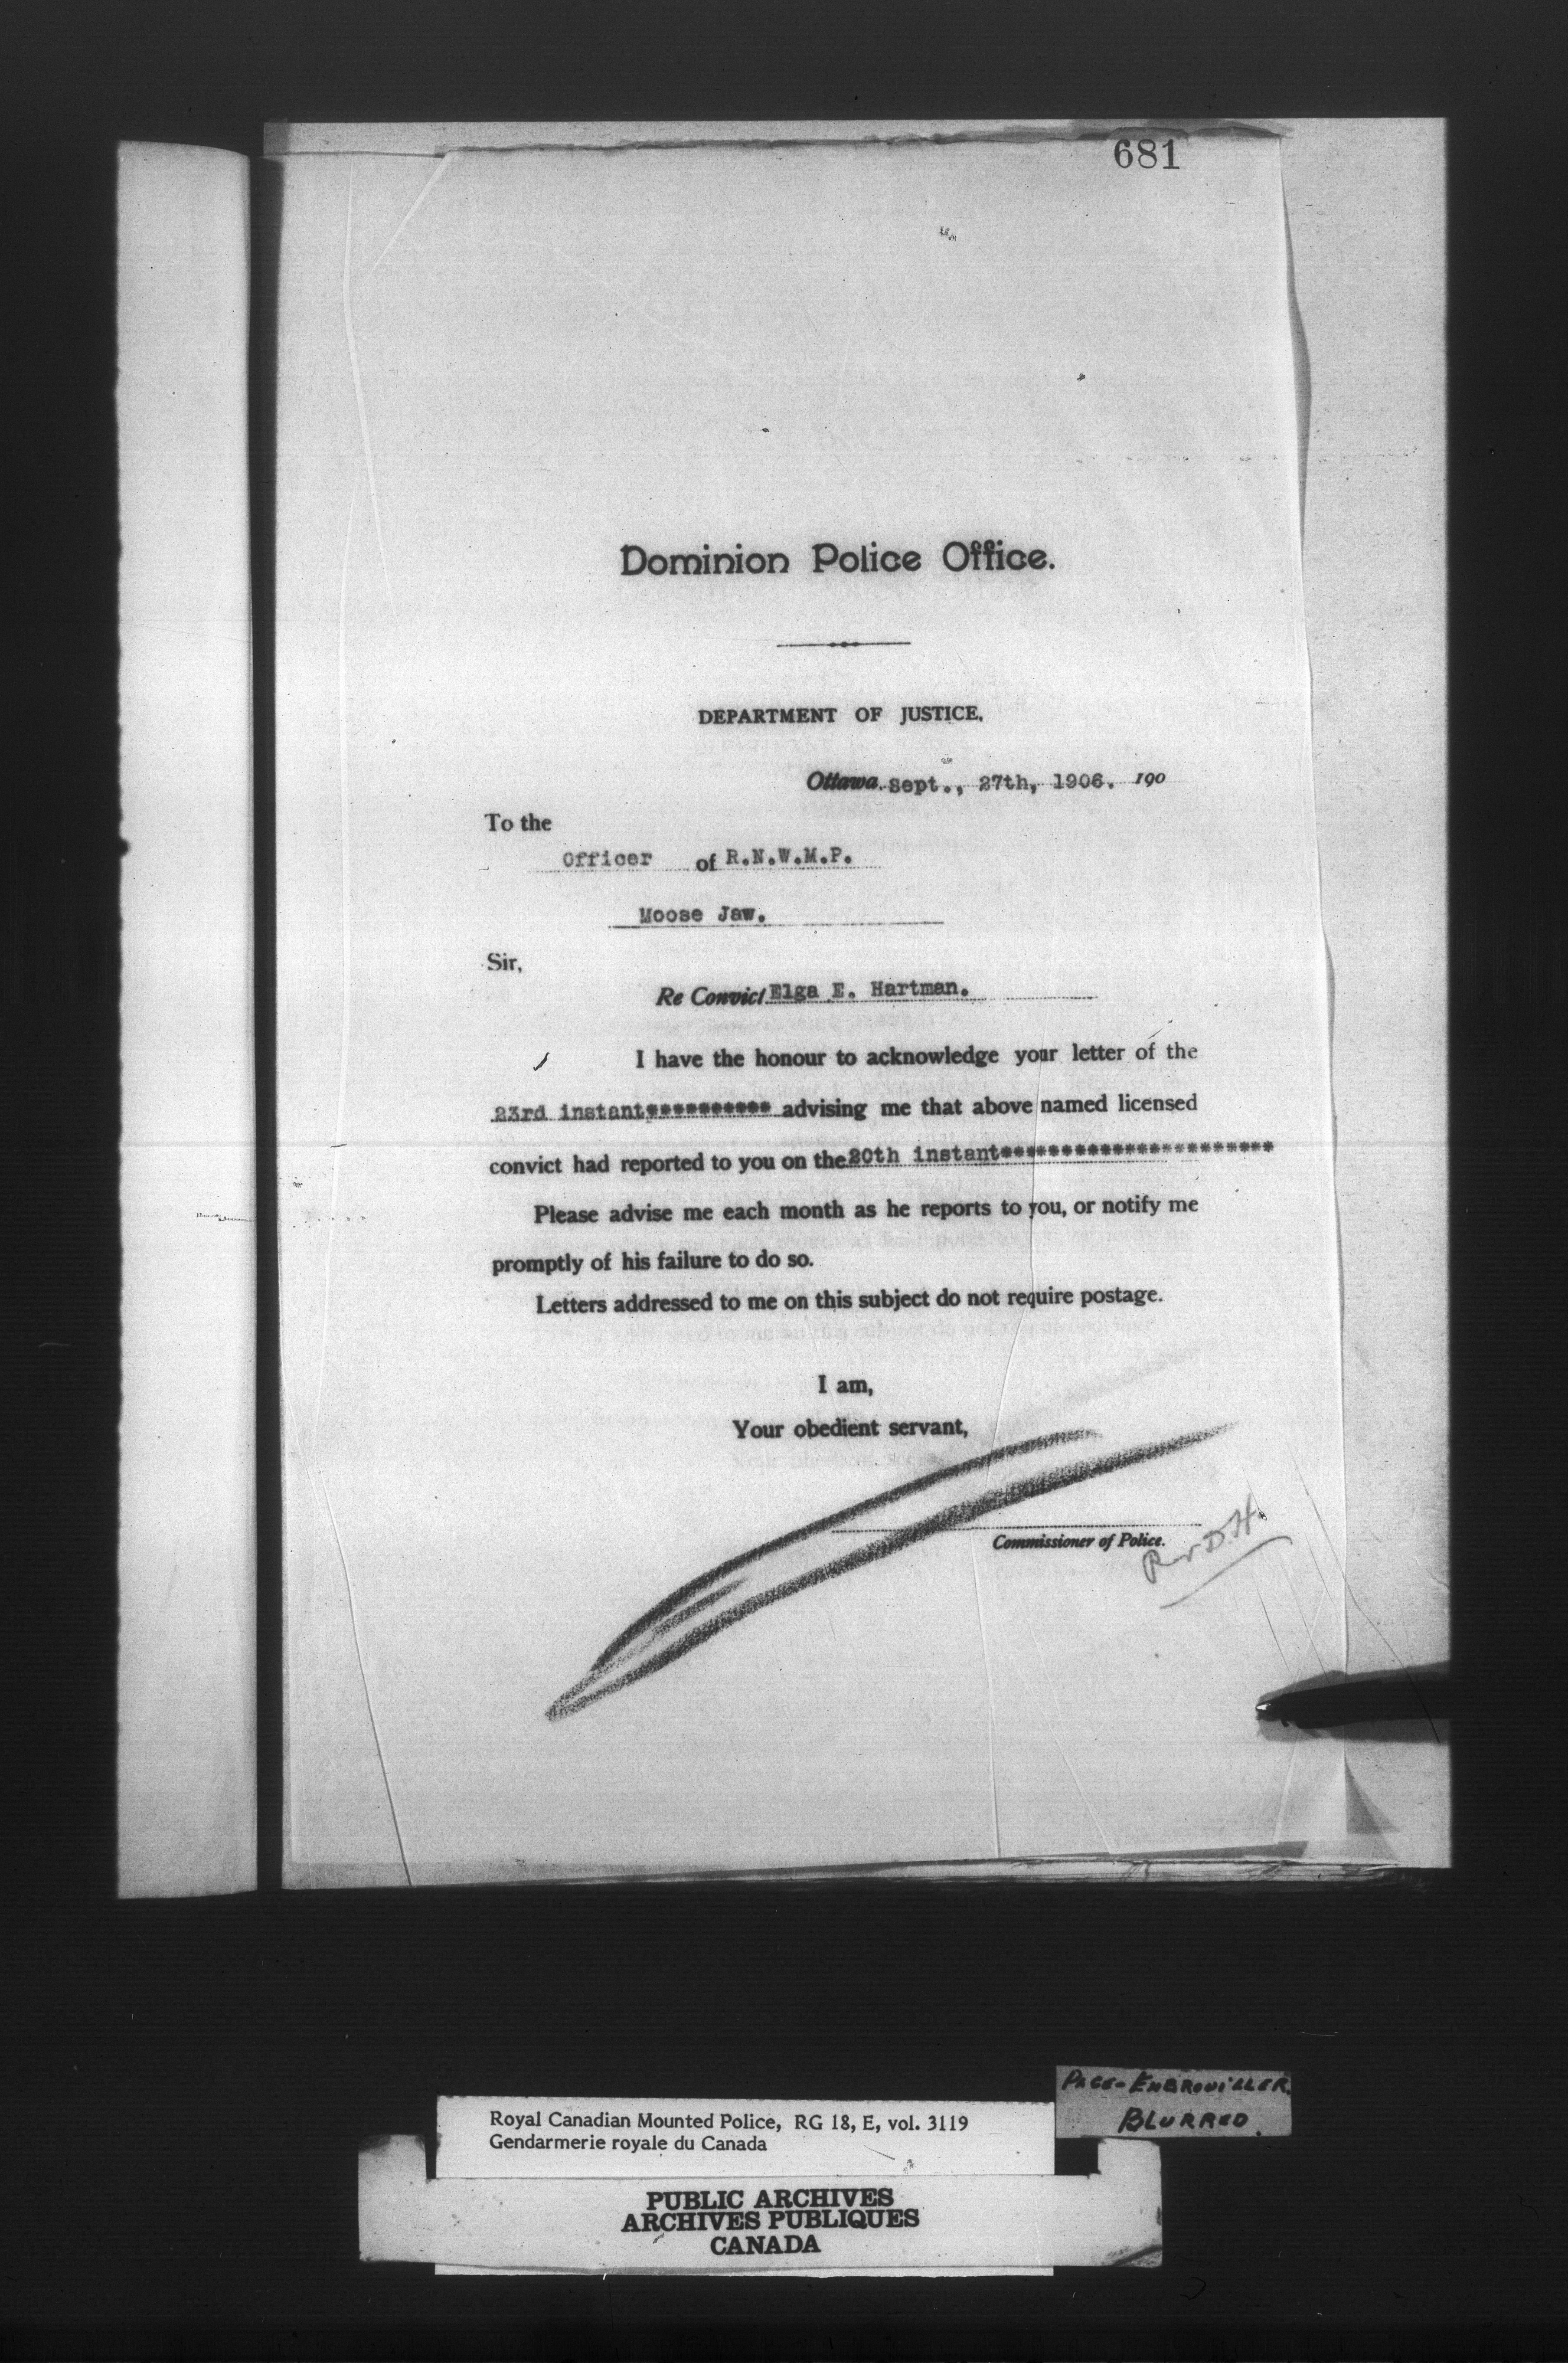 681
Dominion Police Office.
DEPARTMENT OF JUSTICE.
Ottawa Sept., 27th, 1906. 190
To the
Officer of R.N.W.M.P.
Moose Jaw.
Sir,
Re Convict Elga E. Hartman.
I have the honour to acknowledge your letter of the
23rd instant*********** advising me that above named licensed
convict had reported to you on the 20th instant***********************
Please advise me each month as he reports to you, or notify me
promptly of his failure to do so.
Letters addressed to me on this subject do not require postage.
I am,
Your obedient servant,
Commissioner of Police.
D.H.
PAGE-EMBROUILLER.
BLURRED.
Royal Canadian Mounted Police, RG 18, E, vol. 3119
Gendarmerie royale du Canada
PUBLIC ARCHIVES
ARCHIVES PUBLIQUES
CANADA